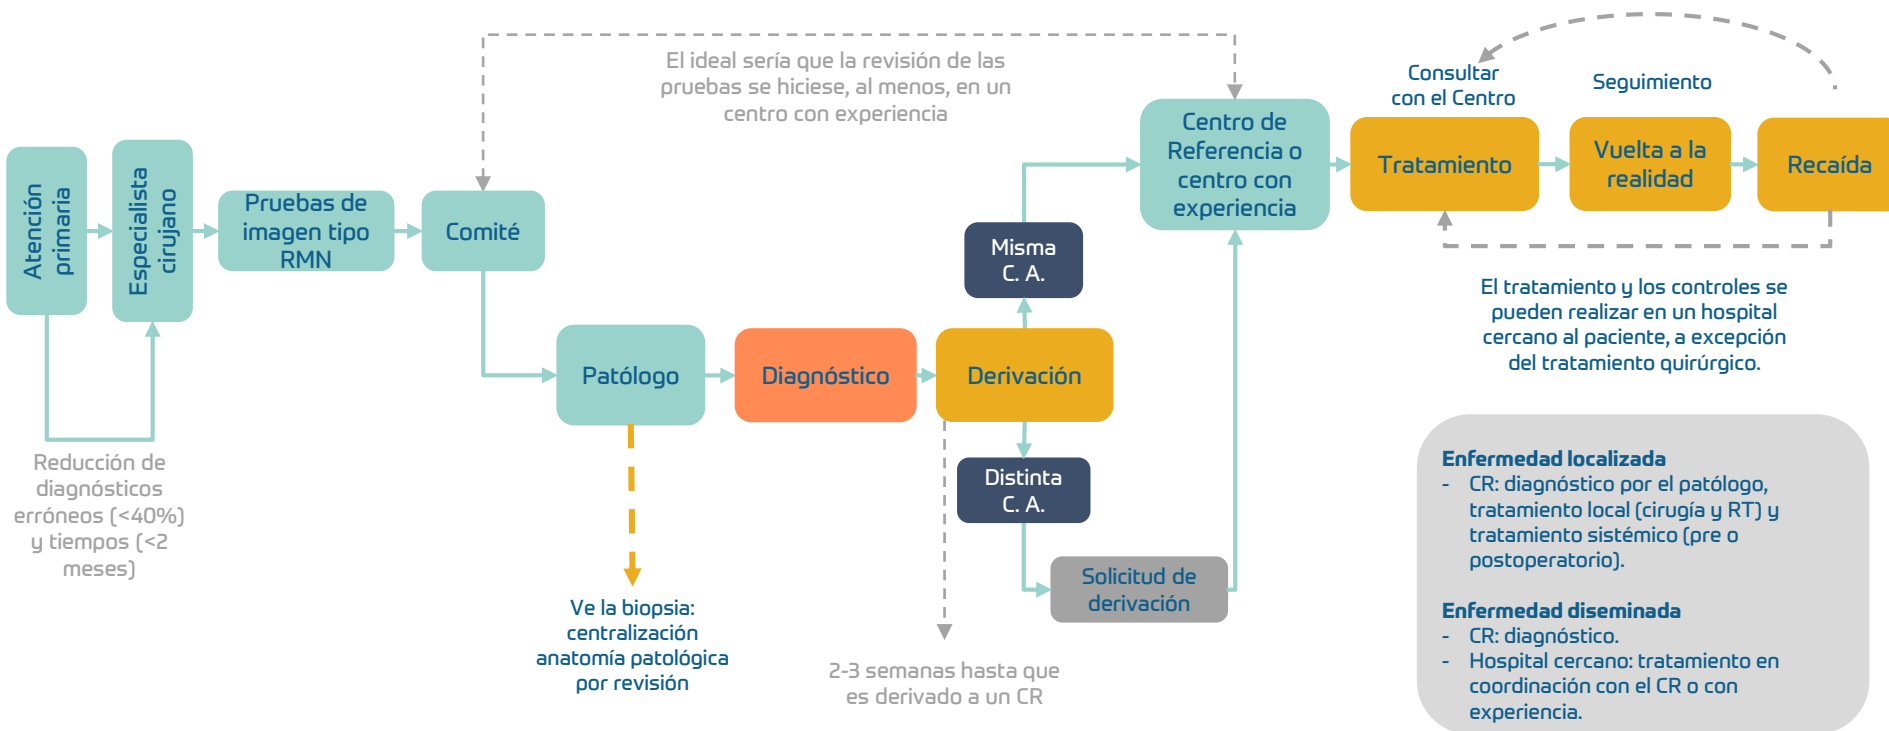 El ideal sería que la revisión de las
pruebas se hiciese, al menos, en un
centro con experiencia
Atención
primaria
Especialista
cirujano
Pruebas de
imagen tipo
RMN
Comité
Reducción de
diagnósticos
erróneos (<40%)
y tiempos (<2
meses)
Patólogo
Ve la biopsia:
centralización
anatomía patológica
por revisión
Diagnóstico
Derivación
2-3 semanas hasta que
es derivado a un CR
Misma
C. A.
Distinta
C. A.
Solicitud de
derivación
Centro de
Referencia o
centro con
experiencia
Consultar
con el Centro
Tratamiento
Seguimiento
Vuelta a la
realidad
Recaída
El tratamiento y los controles se
pueden realizar en un hospital
cercano al paciente, a excepción
del tratamiento quirúrgico.
Enfermedad localizada
- CR: diagnóstico por el patólogo,
tratamiento local (cirugía y RT) y
tratamiento sistémico (pre o
postoperatorio).
Enfermedad diseminada
- CR: diagnóstico.
- Hospital cercano: tratamiento en
coordinación con el CR o con
experiencia.